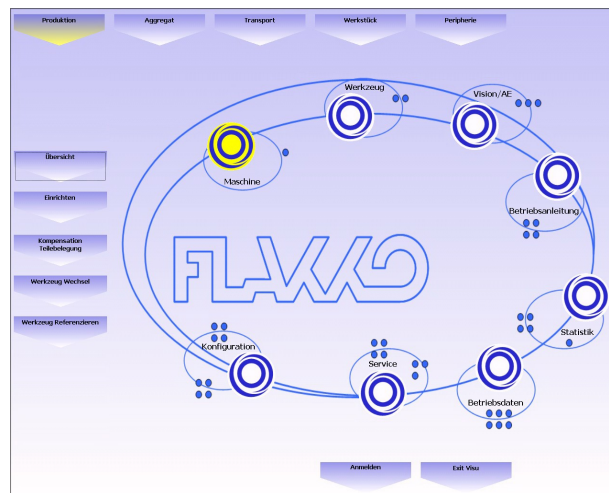 Produktion
Aggregat
Transport
Werkstück
Peripherie
Werkzeug
Vision/AE
Übersicht
Maschine
Einrichten
Betriebsanleitung
Kompensation
Teilebelegung
FLAKKO
Werkzeug Wechsel
Werkzeug Referenzieren
Statistik
Konfiguration
Service
Betriebsdaten
Anmelden
Exit Visu